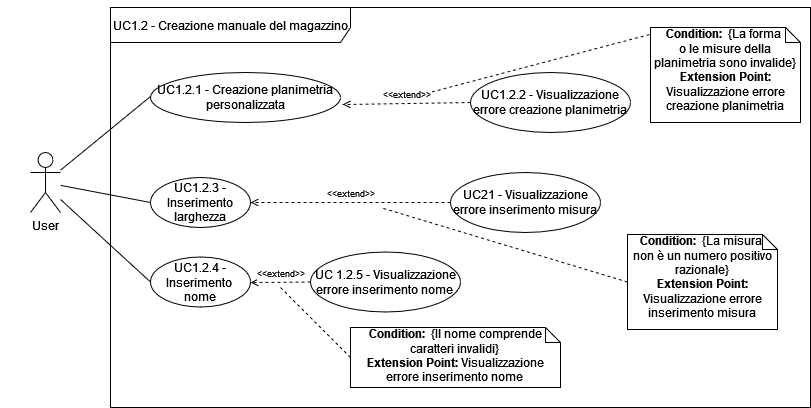 UC1.2 - Creazione manuale del magazzino
Condition: {La forma
o le misure della
planimetria sono invalide}
Extension Point:
Visualizzazione errore
creazione planimetria
UC1.2.1 - Creazione planimetria
personalizzata
<<extend>>
UC1.2.2 - Visualizzazione
errore creazione planimetria
User
UC1.2.3 -
Inserimento
larghezza
<<extend>>
UC21 - Visualizzazione
errore inserimento misura
Condition: {La misura
non è un numero positivo
razionale}
Extension Point:
Visualizzazione errore
inserimento misura
UC1.2.4 -
Inserimento
nome
<<extend>>
UC 1.2.5 - Visualizzazione
errore inserimento nome
Condition: {Il nome comprende
caratteri invalidi}
Extension Point: Visualizzazione
errore inserimento nome